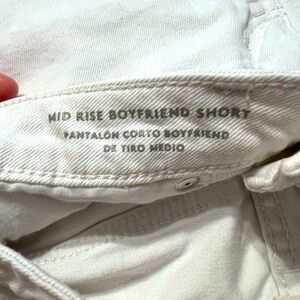 MID RISE BOYFRIEND SHORT
PANTALÓN CORTO BOYFRIEND
DE TIRO MEDIO